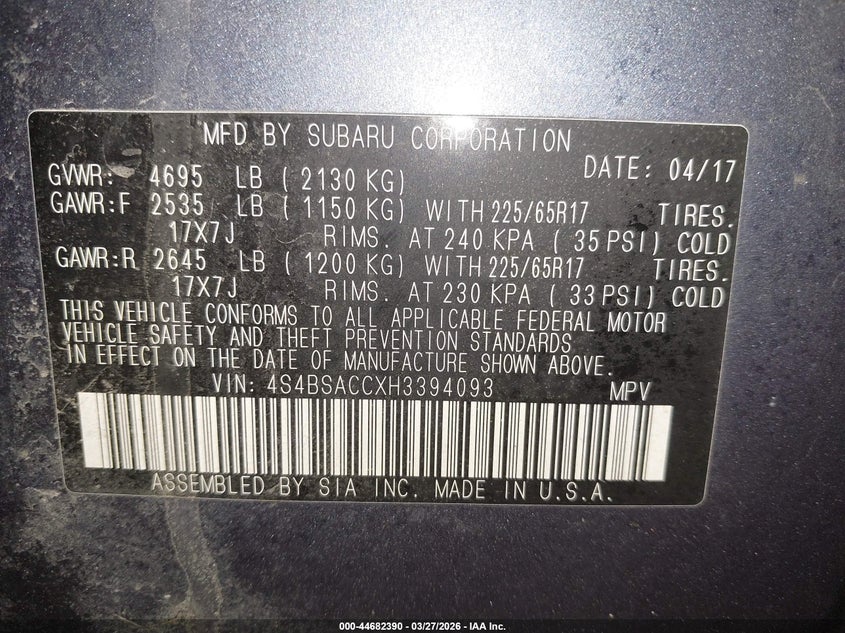 MFD BY SUBARU CORPORATION
DATE: 04/17
GVWR: 4695 LB ( 2130 KG)
GAWR:F 2535 LB ( 1150 KG) WITH 225/65R17 TIRES.
17X7J RIMS. AT 240 KPA ( 35 PSI) COLD
GAWR:R 2645 LB ( 1200 KG) WITH 225/65R17 TIRES.
17X7J RIMS. AT 230 KPA ( 33 PSI) COLD
THIS VEHICLE CONFORMS TO ALL APPLICABLE FEDERAL MOTOR
VEHICLE SAFETY AND THEFT PREVENTION STANDARDS
IN EFFECT ON THE DATE OF MANUFACTURE SHOWN ABOVE.
VIN: 4S4BSACCXH3394093 MPV
ASSEMBLED BY SIA INC. MADE IN U.S.A.
000-44682390 - 03/27/2026 - IAA Inc.